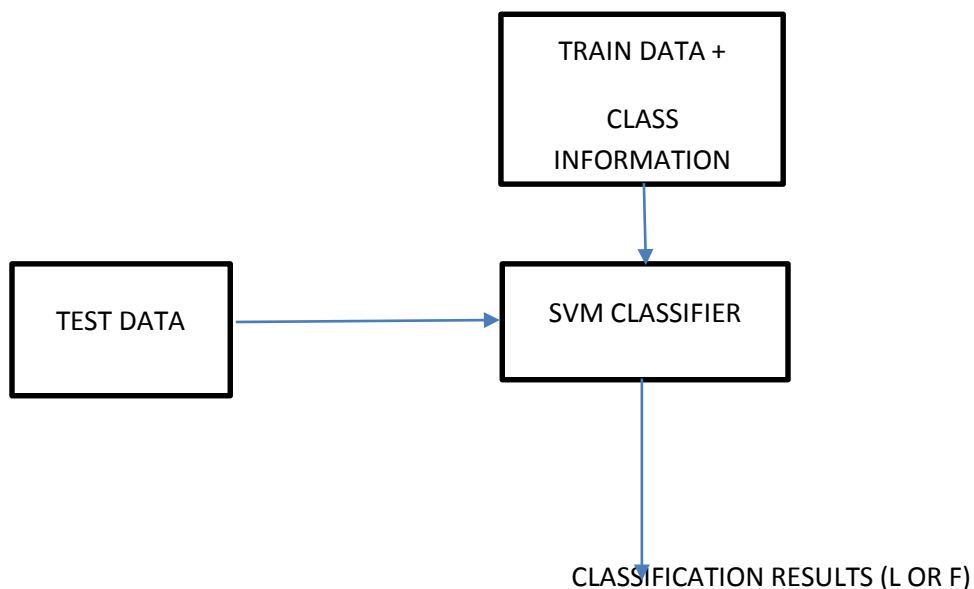 TRAIN DATA +
CLASS
INFORMATION
TEST DATA
SVM CLASSIFIER
CLASSIFICATION RESULTS (L OR F)